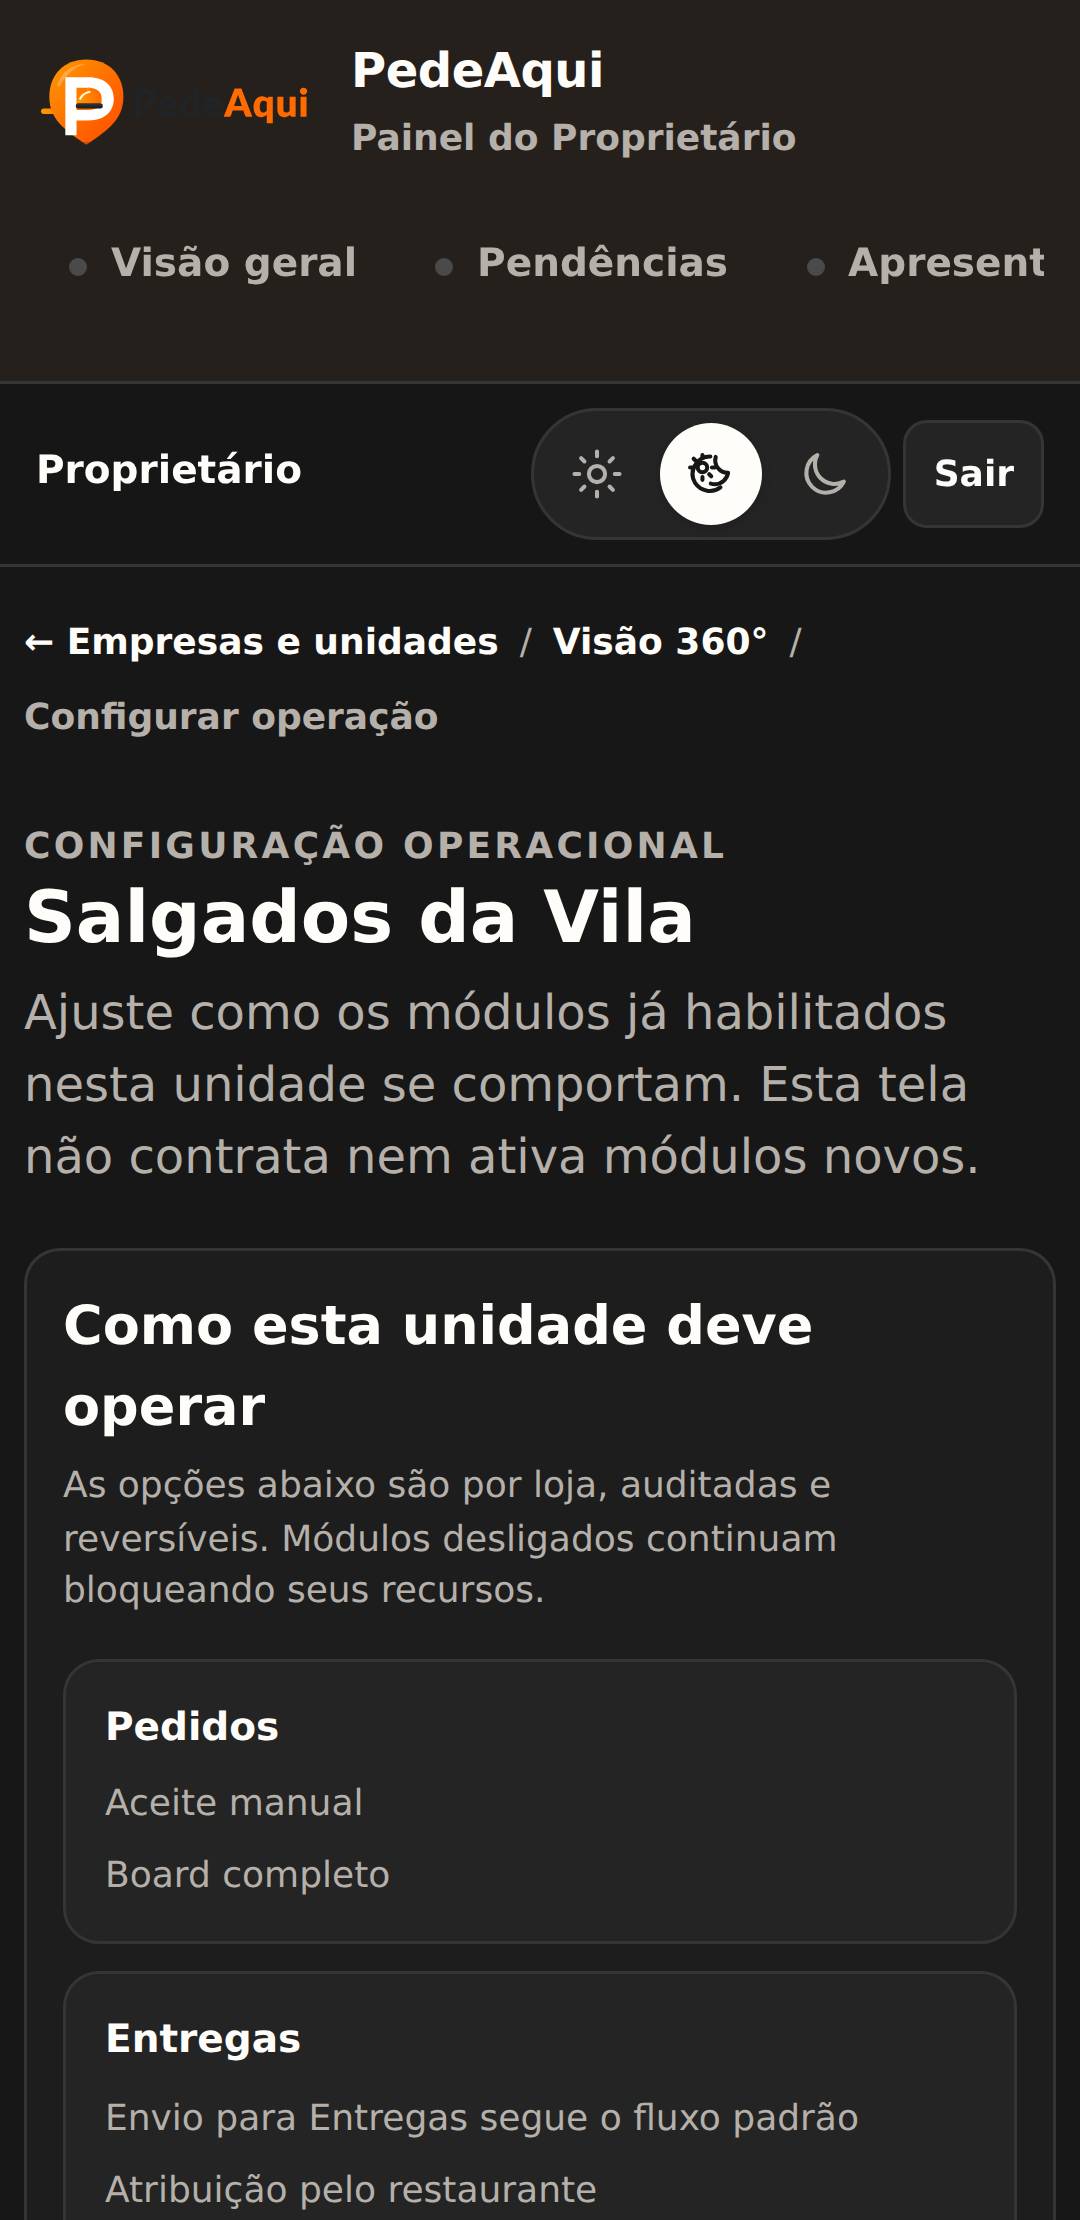 PedeAqui
PedeAqui
Painel do Proprietário
Visão geral
Pendências
Apresent
Proprietário
Sair
← Empresas e unidades / Visão 360° /
Configurar operação
CONFIGURAÇÃO OPERACIONAL
Salgados da Vila
Ajuste como os módulos já habilitados
nesta unidade se comportam. Esta tela
não contrata nem ativa módulos novos.
Como esta unidade deve
operar
As opções abaixo são por loja, auditadas e
reversíveis. Módulos desligados continuam
bloqueando seus recursos.
Pedidos
Aceite manual
Board completo
Entregas
Envio para Entregas segue o fluxo padrão
Atribuição pelo restaurante